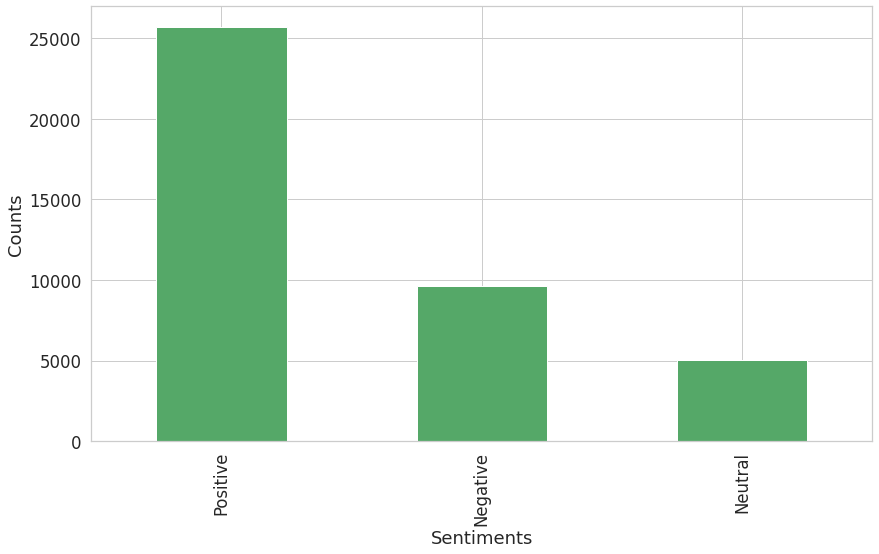 25000
20000
15000
10000
5000
0
Counts
Positive
Negative
Neutral
Sentiments